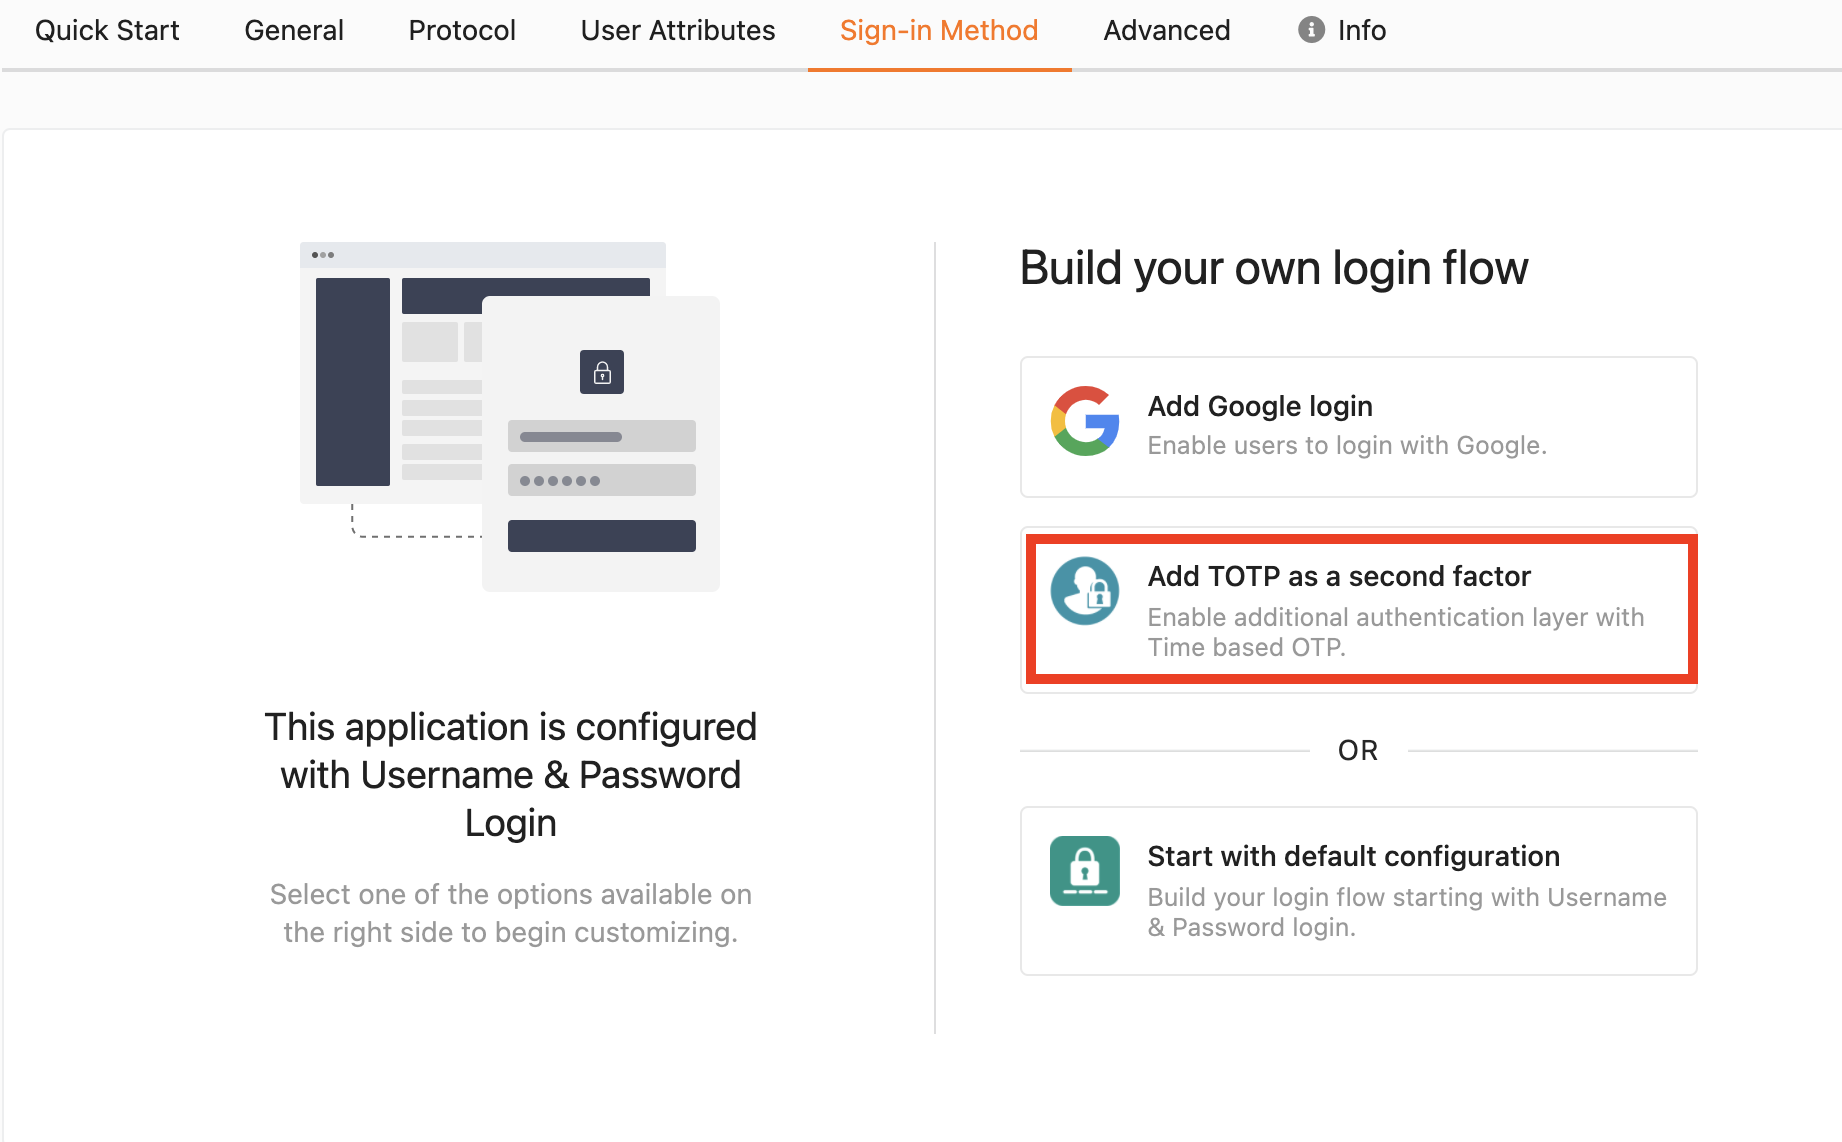 Quick Start General Protocol User Attributes Sign-in Method Advanced Info
This application is configured
with Username & Password
Login
Select one of the options available on
the right side to begin customizing.
Build your own login flow
Add Google login
Enable users to login with Google.
Add TOTP as a second factor
Enable additional authentication layer with
Time based OTP.
OR
Start with default configuration
Build your login flow starting with Username
& Password login.